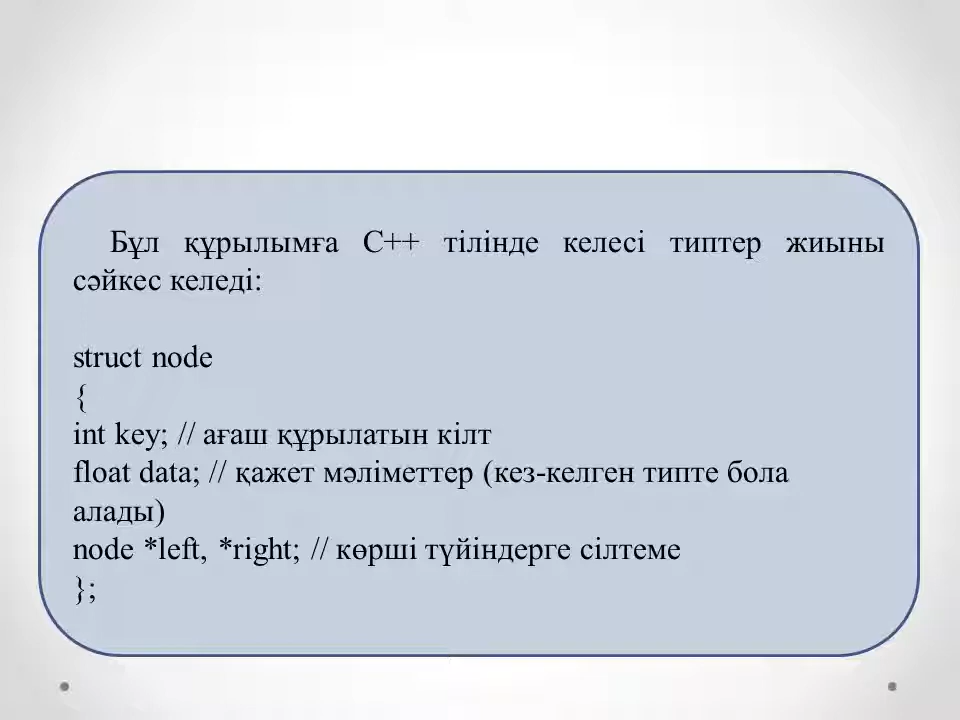 Бұл құрылымға C++ тілінде келесі типтер жиыны
сәйкес келеді:
struct node
{
int key; // ағаш құрылатын кілт
float data; // қажет мәліметтер (кез-келген типте бола
алады)
node *left, *right; // көрші түйіндерге сілтеме
};